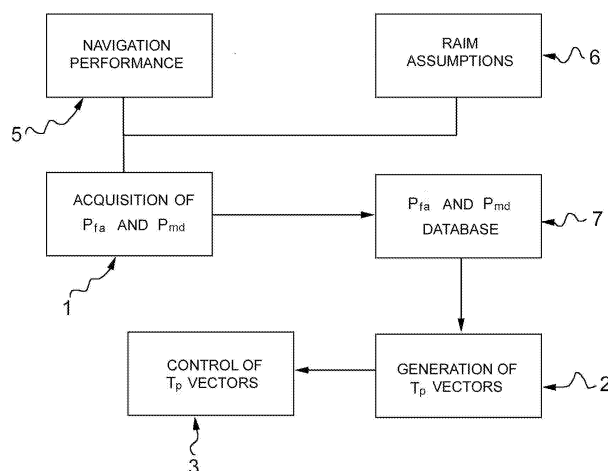 NAVIGATION
PERFORMANCE
RAIM
ASSUMPTIONS
6
5
ACQUISITION OF
Pfa AND Pmd
Pfa AND Pmd
DATABASE
7
1
CONTROL OF
Tp VECTORS
GENERATION OF
Tp VECTORS
2
3